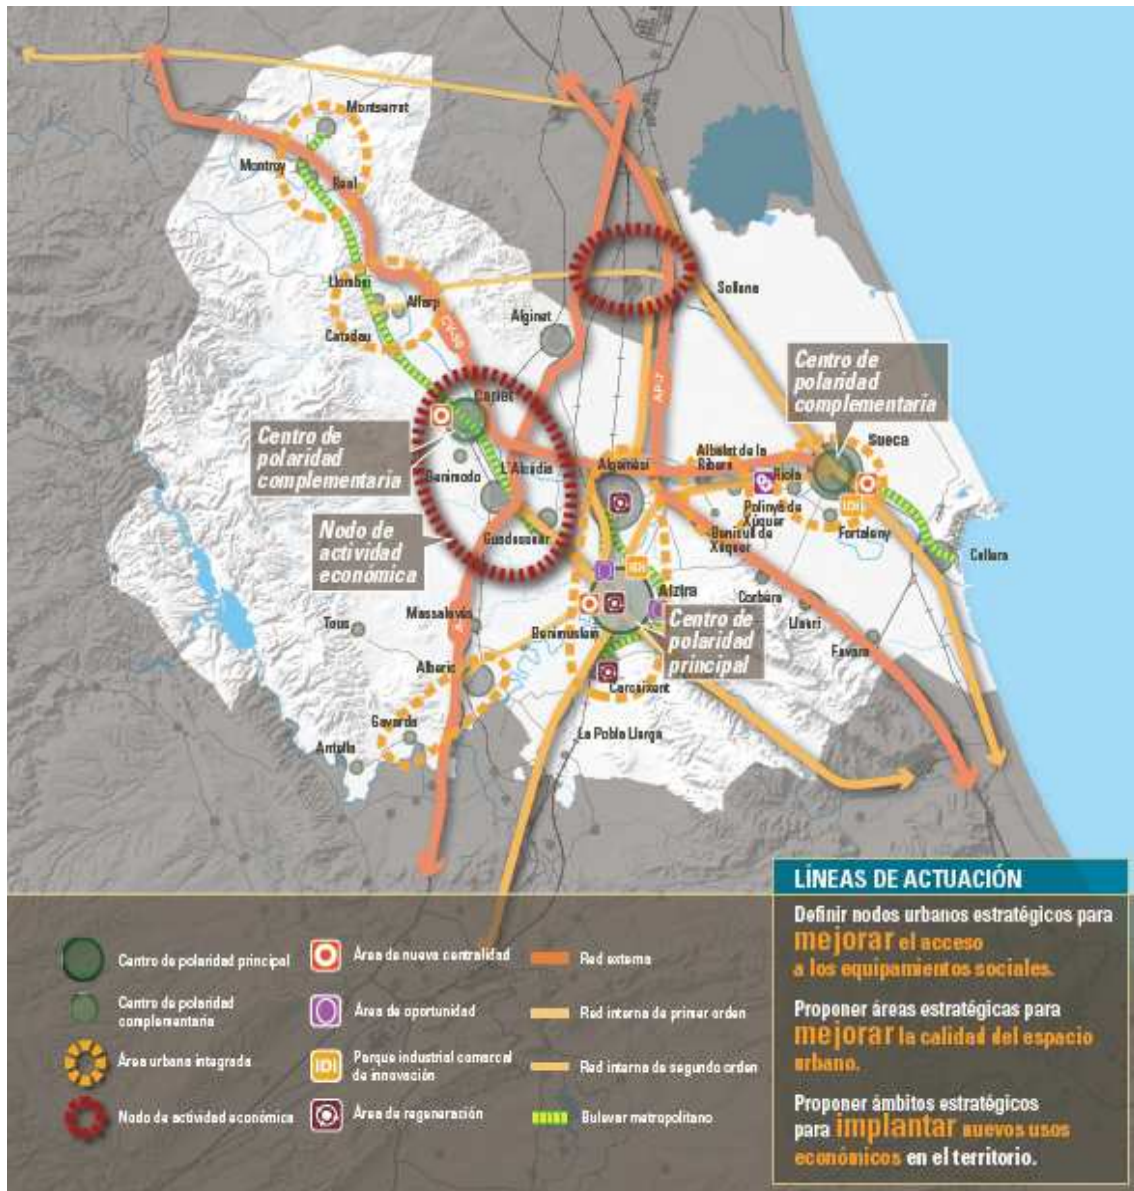 Montserrat
Montroy
Real
Llombai
Alfarp
Catadau
CV-50
Alginet
Sollana
AP-7
Carlet
Centro de
polaridad
complementaria
Centro de
polaridad
complementaria
Sueca
Benimodo
L'Alcúdia
Algemesí
Albalat de la
Ribera
Riola
Polinyà de
Xúquer
IDI
Fortaleny
Benicull de
Xúquer
Nodo de
actividad
económica
Guadassuar
Cullera
IDI
Alzira
Corbera
Llaurí
Massalavés
Tous
Benimuslem
Centro de
polaridad
principal
Favara
Alberic
Carcaixent
Gavarda
La Pobla Llarga
Antella
LÍNEAS DE ACTUACIÓN
Definir nodos urbanos estratégicos para
mejorar el acceso
a los equipamientos sociales.
Proponer áreas estratégicas para
mejorar la calidad del espacio
urbano.
Proponer ámbitos estratégicos
para implantar nuevos usos
económicos en el territorio.
Centro de polaridad principal
Centro de polaridad
complementaria
Área urbana integrada
Nodo de actividad económica
Área de nueva centralidad
Área de oportunidad
IDI
Parque industrial comarcal
de innovación
Área de regeneración
Red externa
Red interna de primer orden
Red interna de segundo orden
Bulevar metropolitano